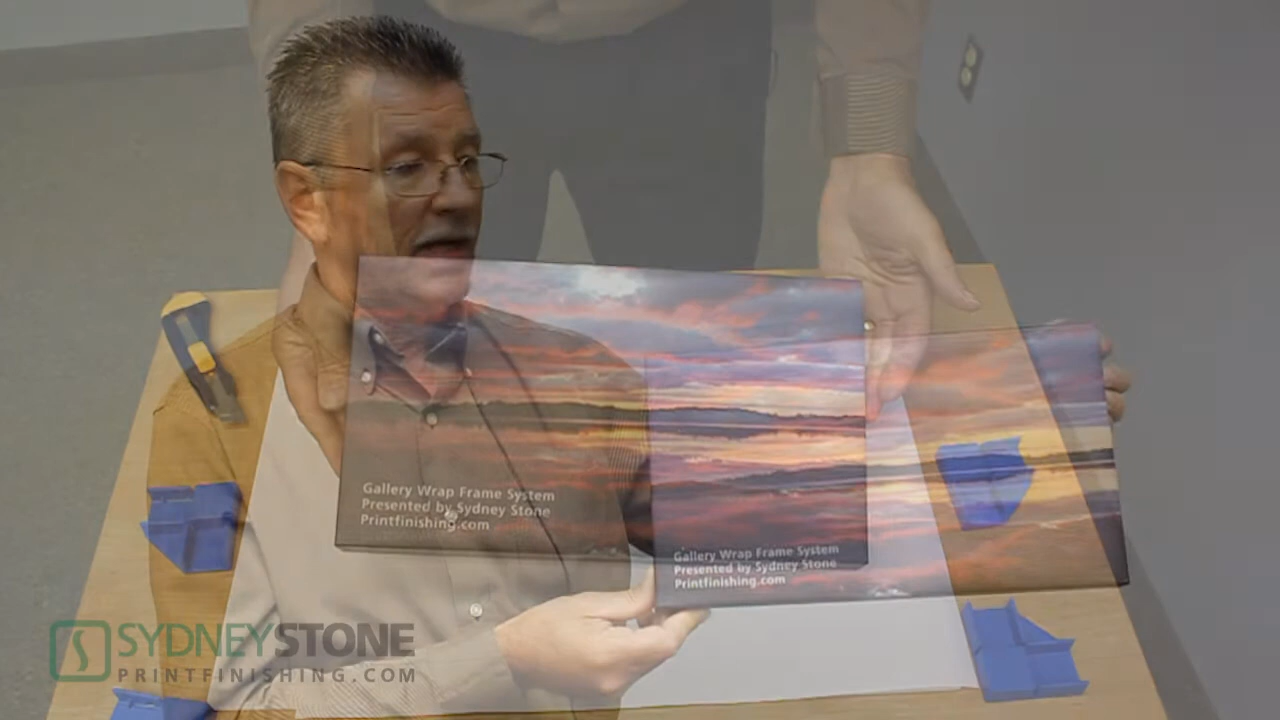 Gallery Wrap Frame System
Presented by Sydney Stone
Printfinishing.com
Gallery Wrap Frame System
Presented by Sydney Stone
Printfinishing.com
SYDNEYSTONE
PRINTFINISHING.COM